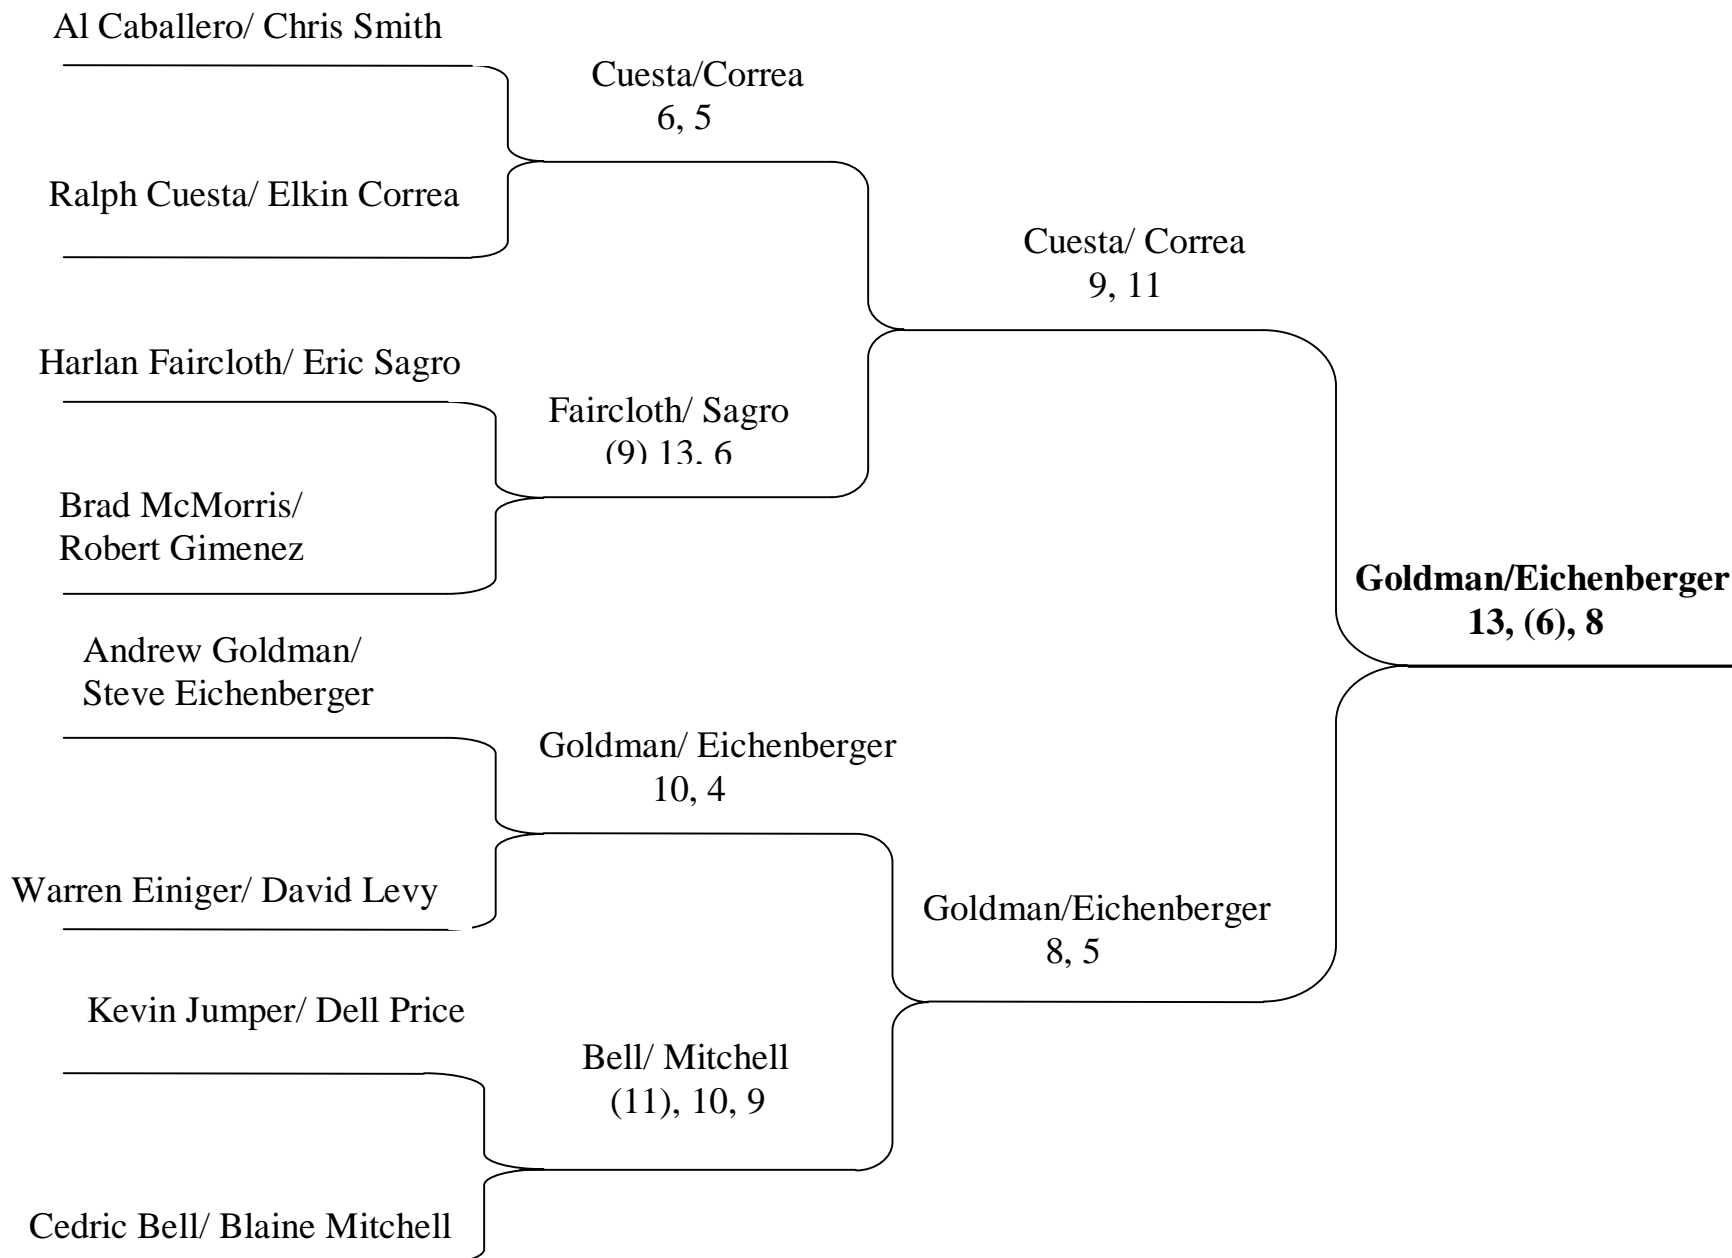 Al Caballero/ Chris Smith
Cuesta/Correa
6, 5
Ralph Cuesta/ Elkin Correa
Cuesta/ Correa
9, 11
Harlan Faircloth/ Eric Sagro
Faircloth/ Sagro
(9) 13, 6
Brad McMorris/
Robert Gimenez
Goldman/Eichenberger
13, (6), 8
Andrew Goldman/
Steve Eichenberger
Goldman/ Eichenberger
10, 4
Warren Einiger/ David Levy
Goldman/Eichenberger
8, 5
Kevin Jumper/ Dell Price
Bell/ Mitchell
(11), 10, 9
Cedric Bell/ Blaine Mitchell